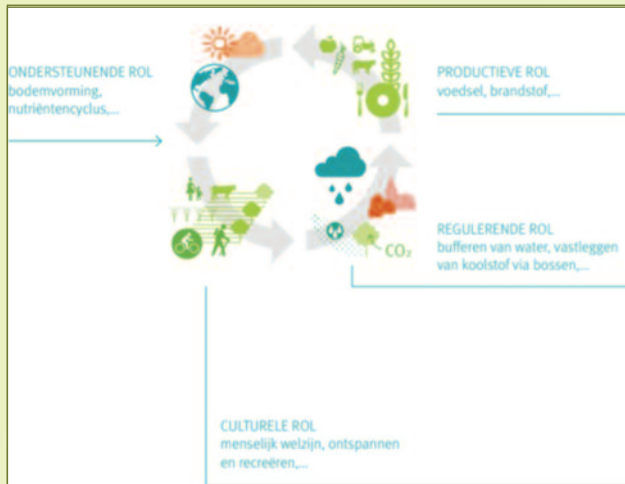 ONDERSTEUNENDE ROL
bodemvorming,
nutriëntencyclus,...
PRODUCTIEVE ROL
voedsel, brandstof,...
REGULERENDE ROL
bufferen van water, vastleggen
van koolstof via bossen,...
CO₂
CULTURELE ROL
menselijk welzijn, ontspannen
en recreëren,...